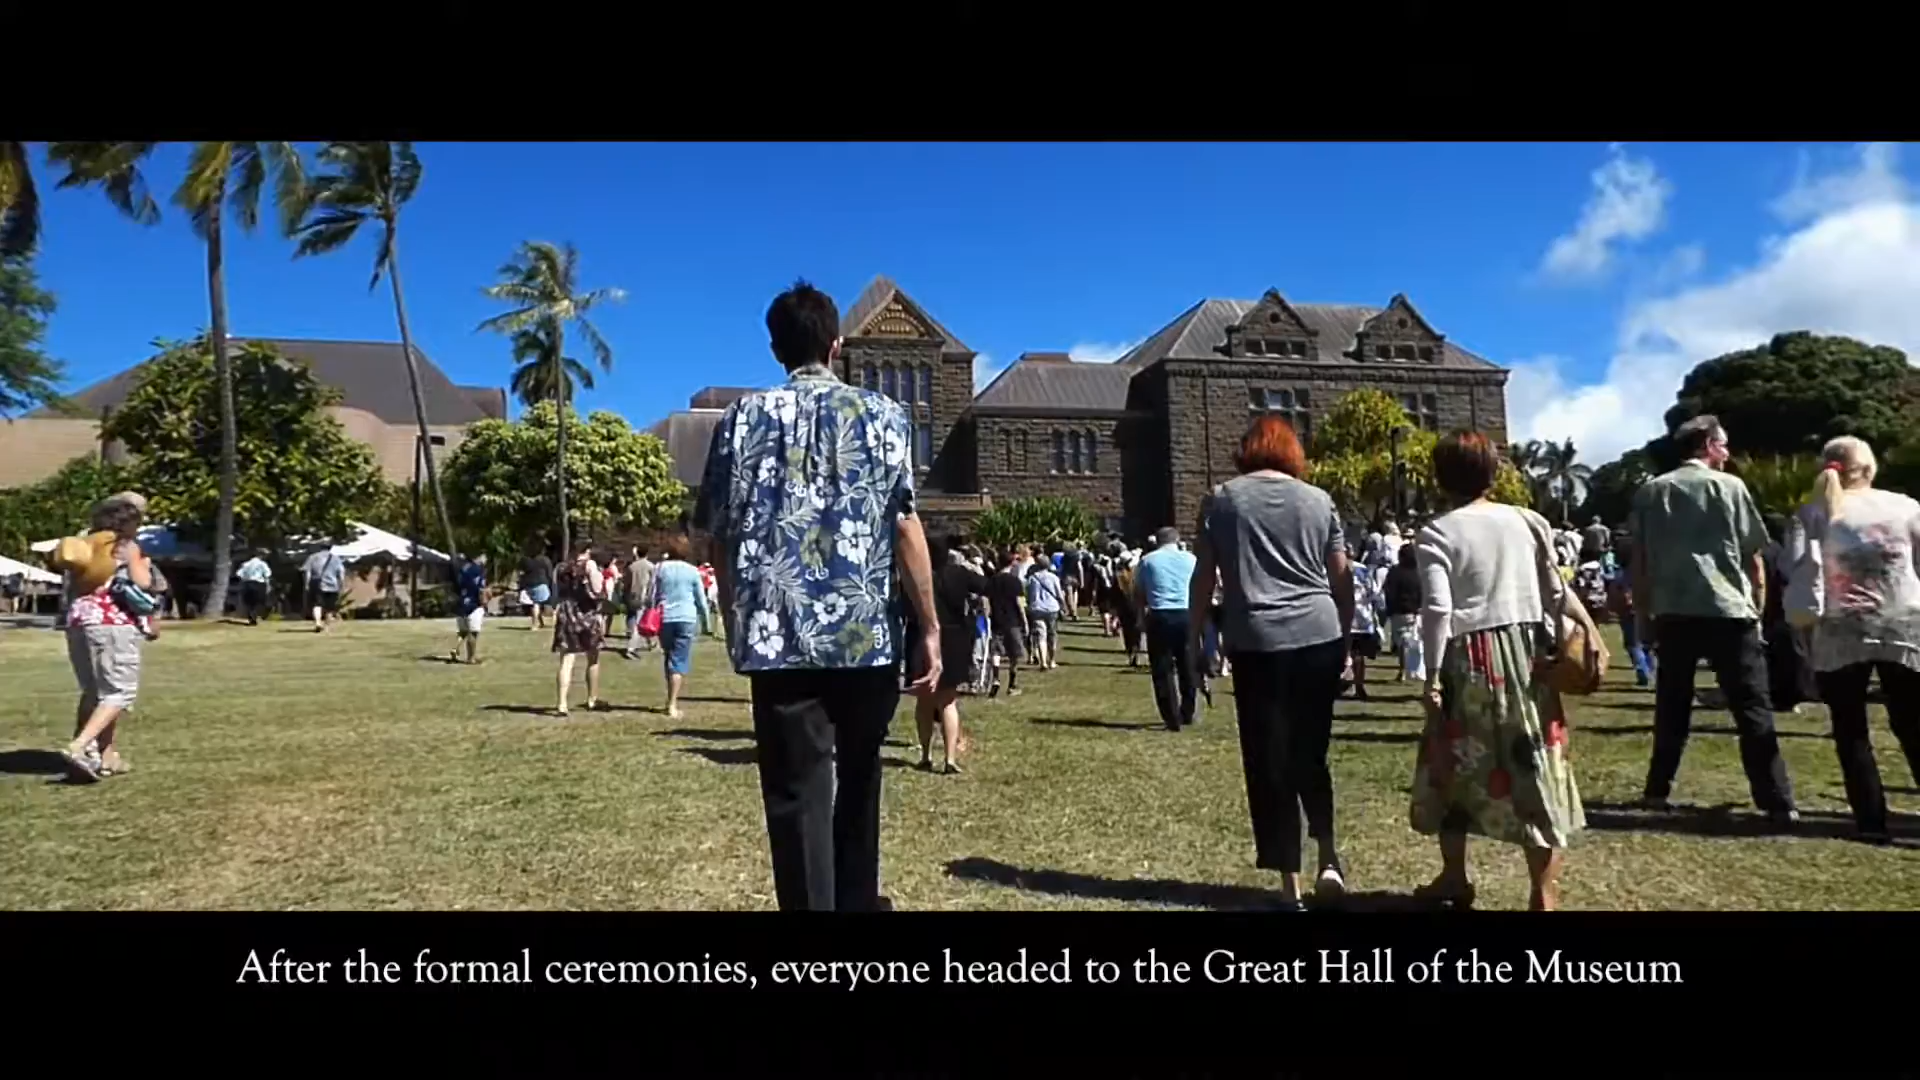 After the formal ceremonies, everyone headed to the Great Hall of the Museum